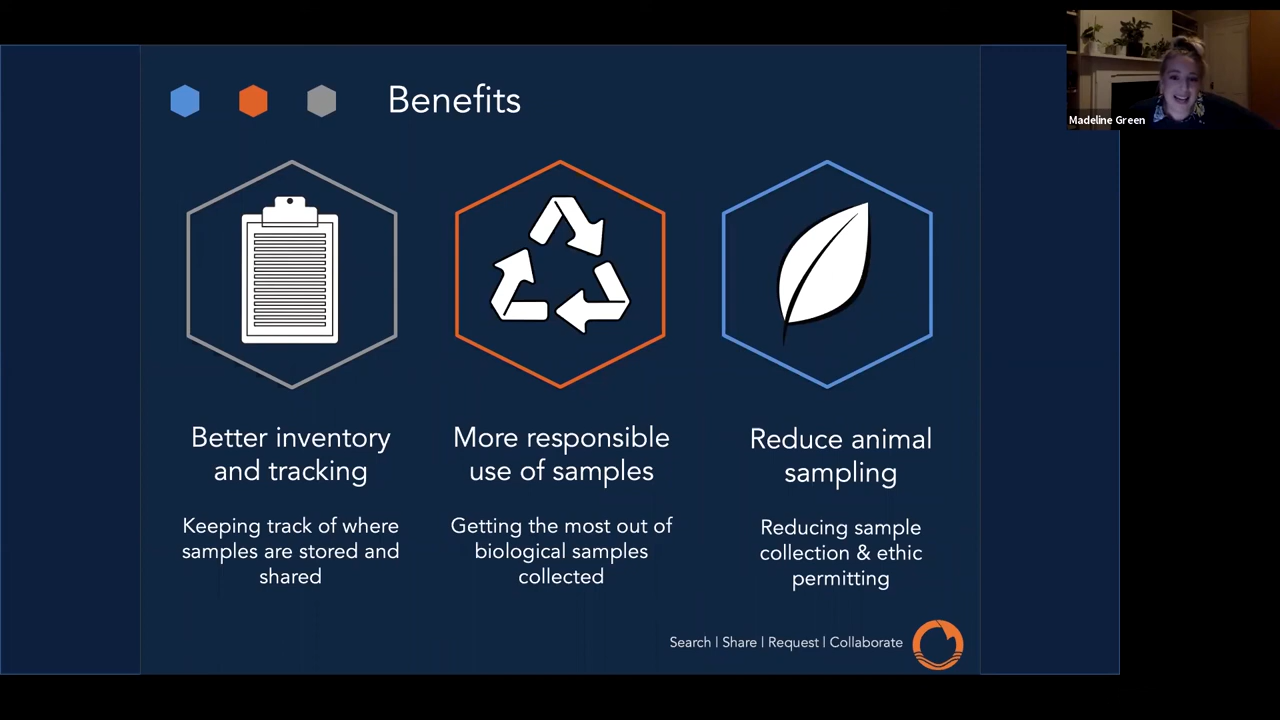 Benefits
Madeline Green
Better inventory
and tracking
Keeping track of where
samples are stored and
shared
More responsible
use of samples
Getting the most out of
biological samples
collected
Reduce animal
sampling
Reducing sample
collection & ethic
permitting
Search | Share | Request | Collaborate